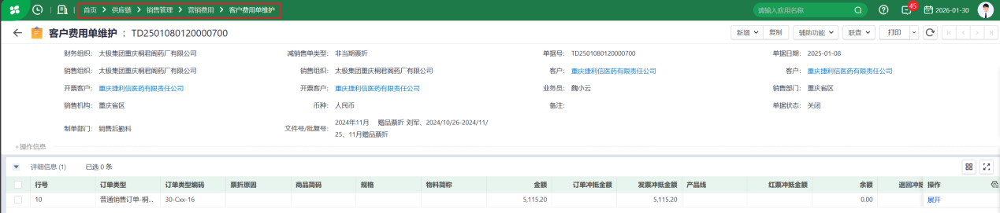 首页 > 供应链 > 销售管理 > 营销费用 > 客户费用单维护 请输入应用名称 45 2026-01-30
客户费用单维护 : TD2501080120000700 新增 复制 辅助功能 联查 打印
财务组织: 太极集团重庆桐君阁药厂有限公司 减销售单类型: 非当期票折 单据号: TD2501080120000700 单据日期: 2025-01-08
销售组织: 太极集团重庆桐君阁药厂有限公司 销售组织: 太极集团重庆桐君阁药厂有限公司 客户: 重庆捷利信医药有限责任公司 客户: 重庆捷利信医药有限责任公司
开票客户: 重庆捷利信医药有限责任公司 开票客户: 重庆捷利信医药有限责任公司 业务员: 魏小云 销售部门: 重庆省区
销售机构: 重庆省区 币种: 人民币 备注: 单据状态: 关闭
制单部门: 销售后勤科 文件号/批复号: 2024年11月 赠品票折 刘军、2024/10/26-2024/11/
25、11月赠品票折
+操作信息
详细信息 (1) 已选 0 条
行号 订单类型 订单类型编码 票折原因 商品简码 规格 物料简称 金额 订单冲抵金额 发票冲抵金额 产品线 红票冲抵金额 余额 退回冲抵 操作
10 普通销售订单-桐... 30-Cxx-16 5,115.20 5,115.20 0.00 展开